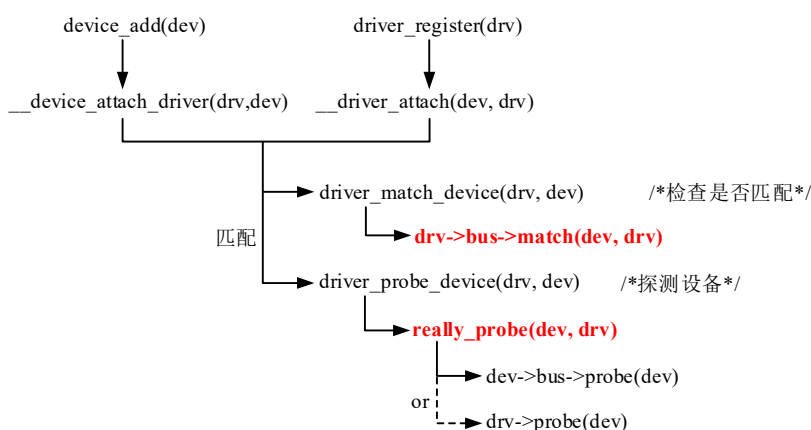 device_add(dev) driver_register(drv)
__device_attach_driver(drv,dev) __driver_attach(dev, drv)
driver_match_device(drv, dev) /*检查是否匹配*/
匹配 drv->bus->match(dev, drv)
driver_probe_device(drv, dev) /*探测设备*/
really_probe(dev, drv)
dev->bus->probe(dev)
or
drv->probe(dev)